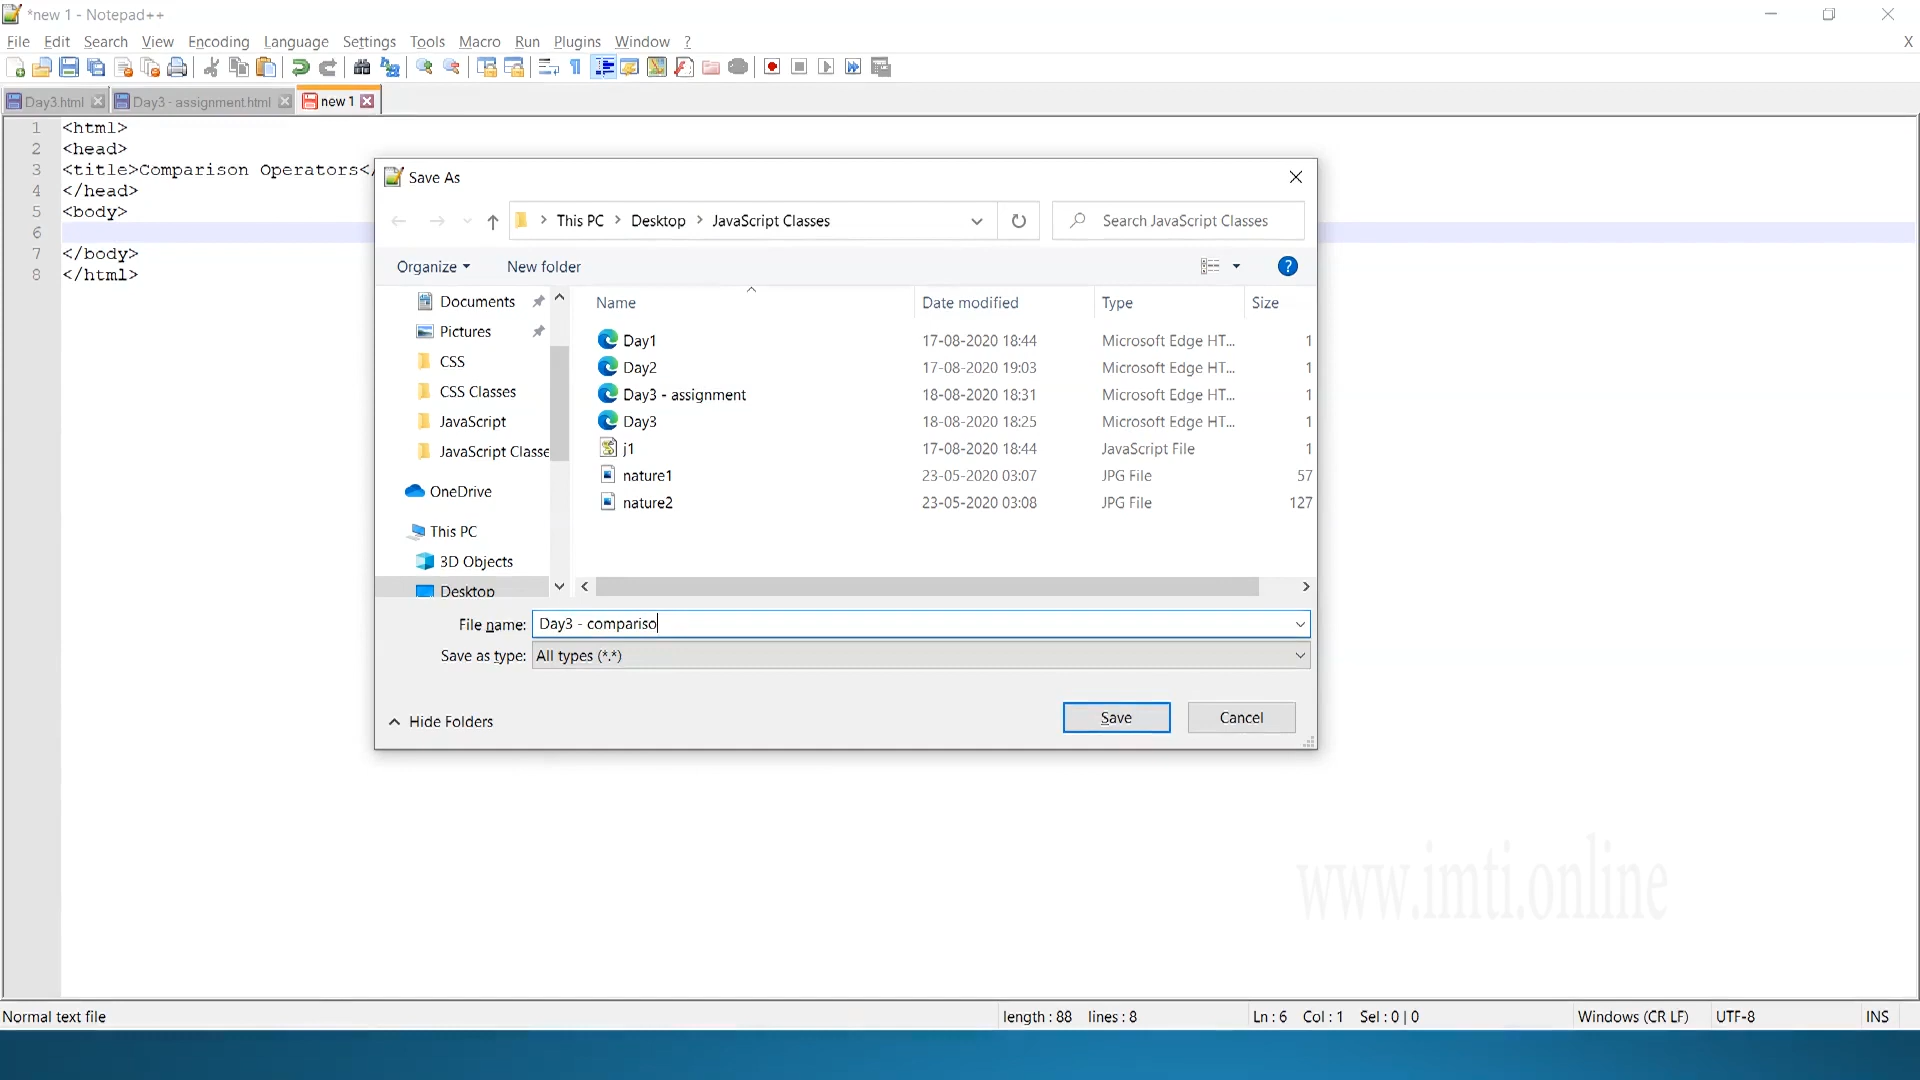 *new 1 - Notepad++
File Edit Search View Encoding Language Settings Tools Macro Run Plugins Window ? X
Day3.html Day3 - assignment.html new 1
1 <html>
2 <head>
3 <title>Comparison Operators</
4 </head>
5 <body>
6
7 </body>
8 </html>
Save As
This PC > Desktop > JavaScript Classes
Search JavaScript Classes
Organize New folder ?
Documents
Pictures
CSS
CSS Classes
JavaScript
JavaScript Classe
OneDrive
This PC
3D Objects
Desktop
Name Date modified Type Size
Day1 17-08-2020 18:44 Microsoft Edge HT... 1
Day2 17-08-2020 19:03 Microsoft Edge HT... 1
Day3 - assignment 18-08-2020 18:31 Microsoft Edge HT... 1
Day3 18-08-2020 18:25 Microsoft Edge HT... 1
j1 17-08-2020 18:44 JavaScript File 1
nature1 23-05-2020 03:07 JPG File 57
nature2 23-05-2020 03:08 JPG File 127
File name: Day3 - compariso
Save as type: All types (*.*)
Hide Folders Save Cancel
www.imti.online
Normal text file length : 88 lines : 8 Ln : 6 Col : 1 Sel : 0 | 0 Windows (CR LF) UTF-8 INS